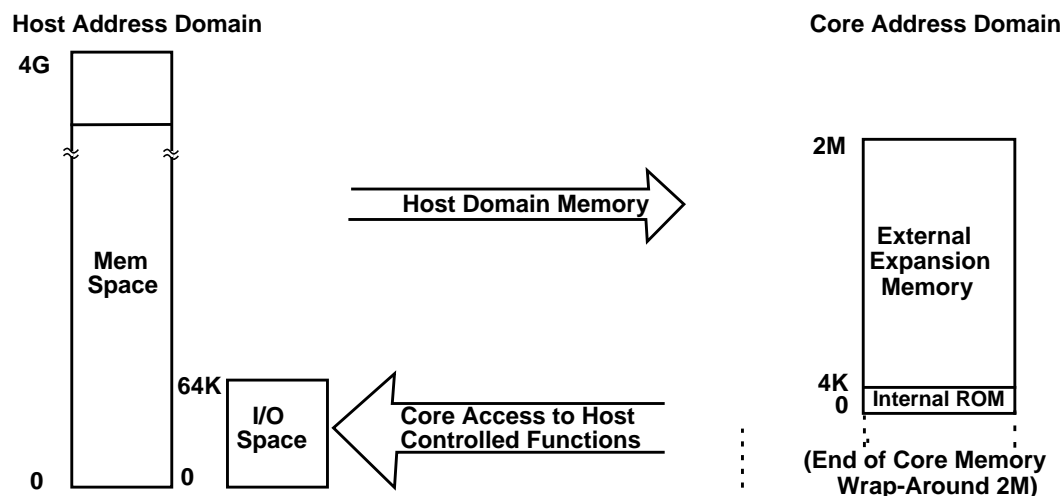 Host Address Domain
Core Address Domain
4G
2M
Host Domain Memory
Mem
Space
External
Expansion
Memory
64K
4K
Internal ROM
0
I/O
Space
Core Access to Host
Controlled Functions
0
0
(End of Core Memory
Wrap-Around 2M)